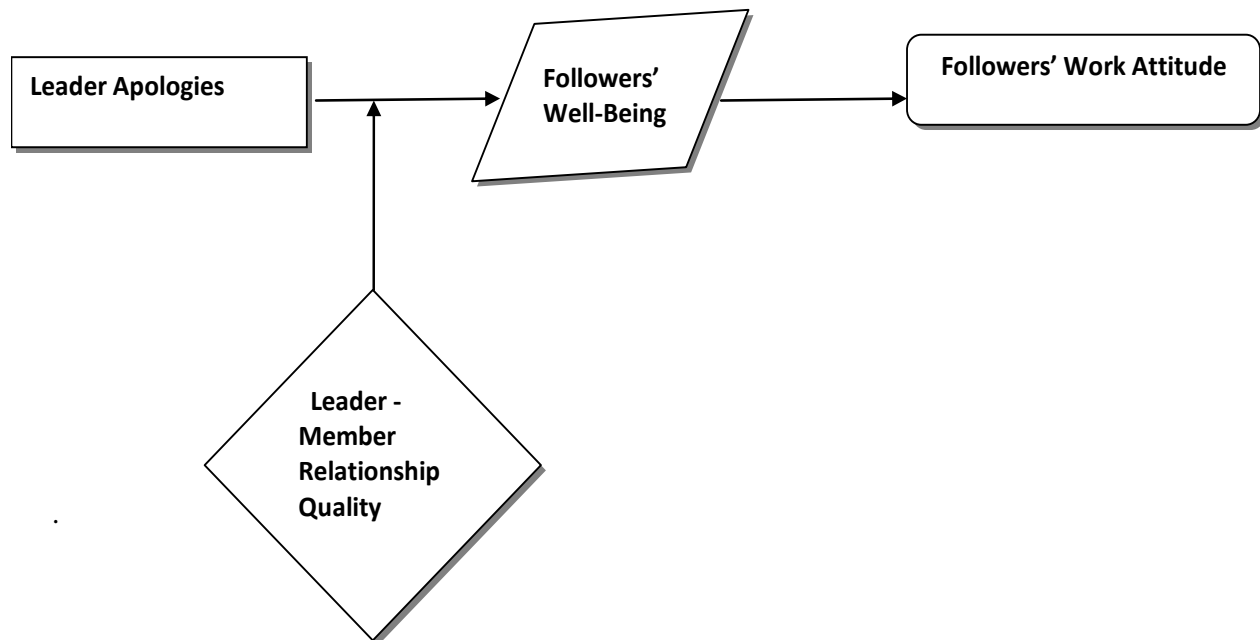 Leader Apologies
Followers’
Well-Being
Followers’ Work Attitude
Leader -
Member
Relationship
Quality
.